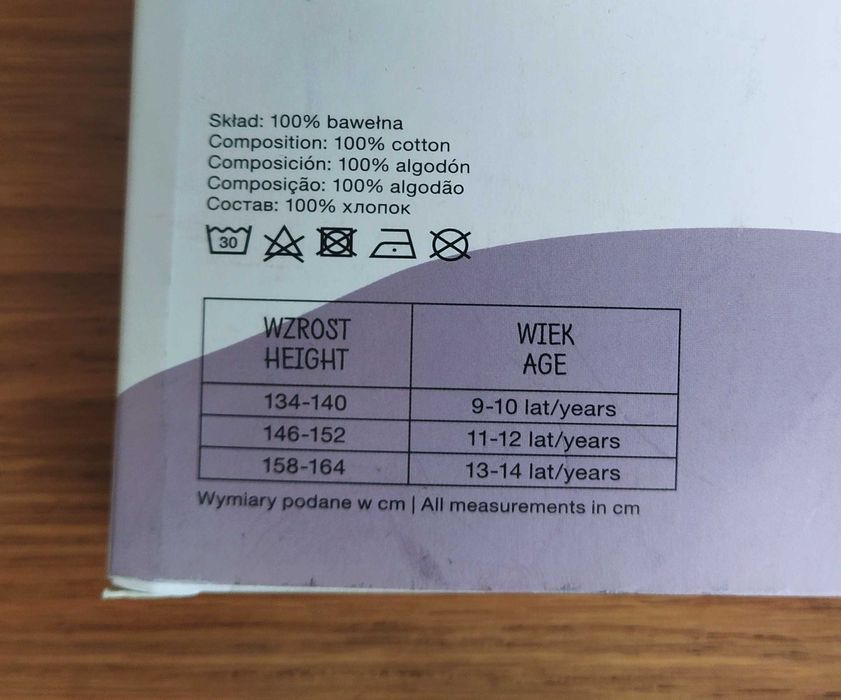 Skład: 100% bawełna
Composition: 100% cotton
Composición: 100% algodón
Composição: 100% algodão
Состав: 100% хлопок
30
WZROST WIEK
HEIGHT AGE
134-140 9-10 lat/years
146-152 11-12 lat/years
158-164 13-14 lat/years
Wymiary podane w cm | All measurements in cm